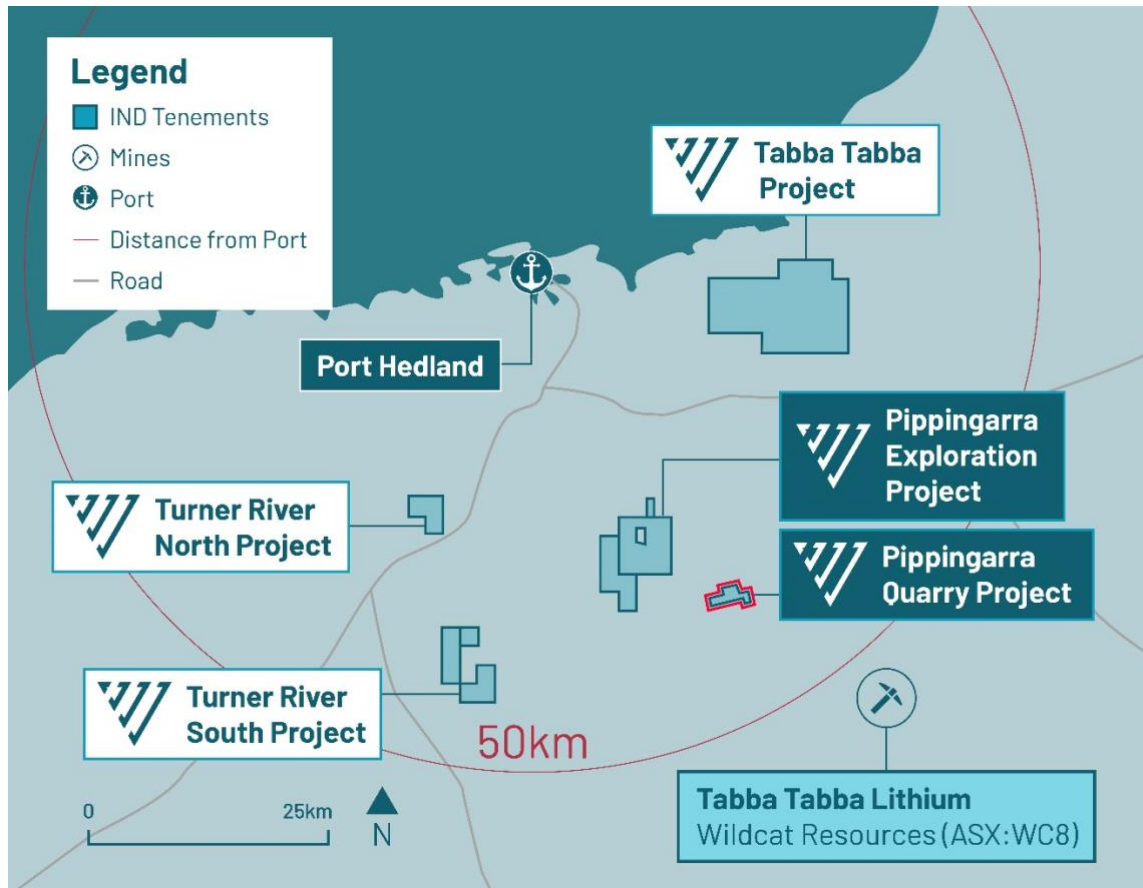 Legend
IND Tenements
Mines
Port
Distance from Port
Road
Tabba Tabba
Project
Port Hedland
Pippingarra
Exploration
Project
Turner River
North Project
Pippingarra
Quarry Project
Turner River
South Project
50km
0 25km
N
Tabba Tabba Lithium
Wildcat Resources (ASX:WC8)